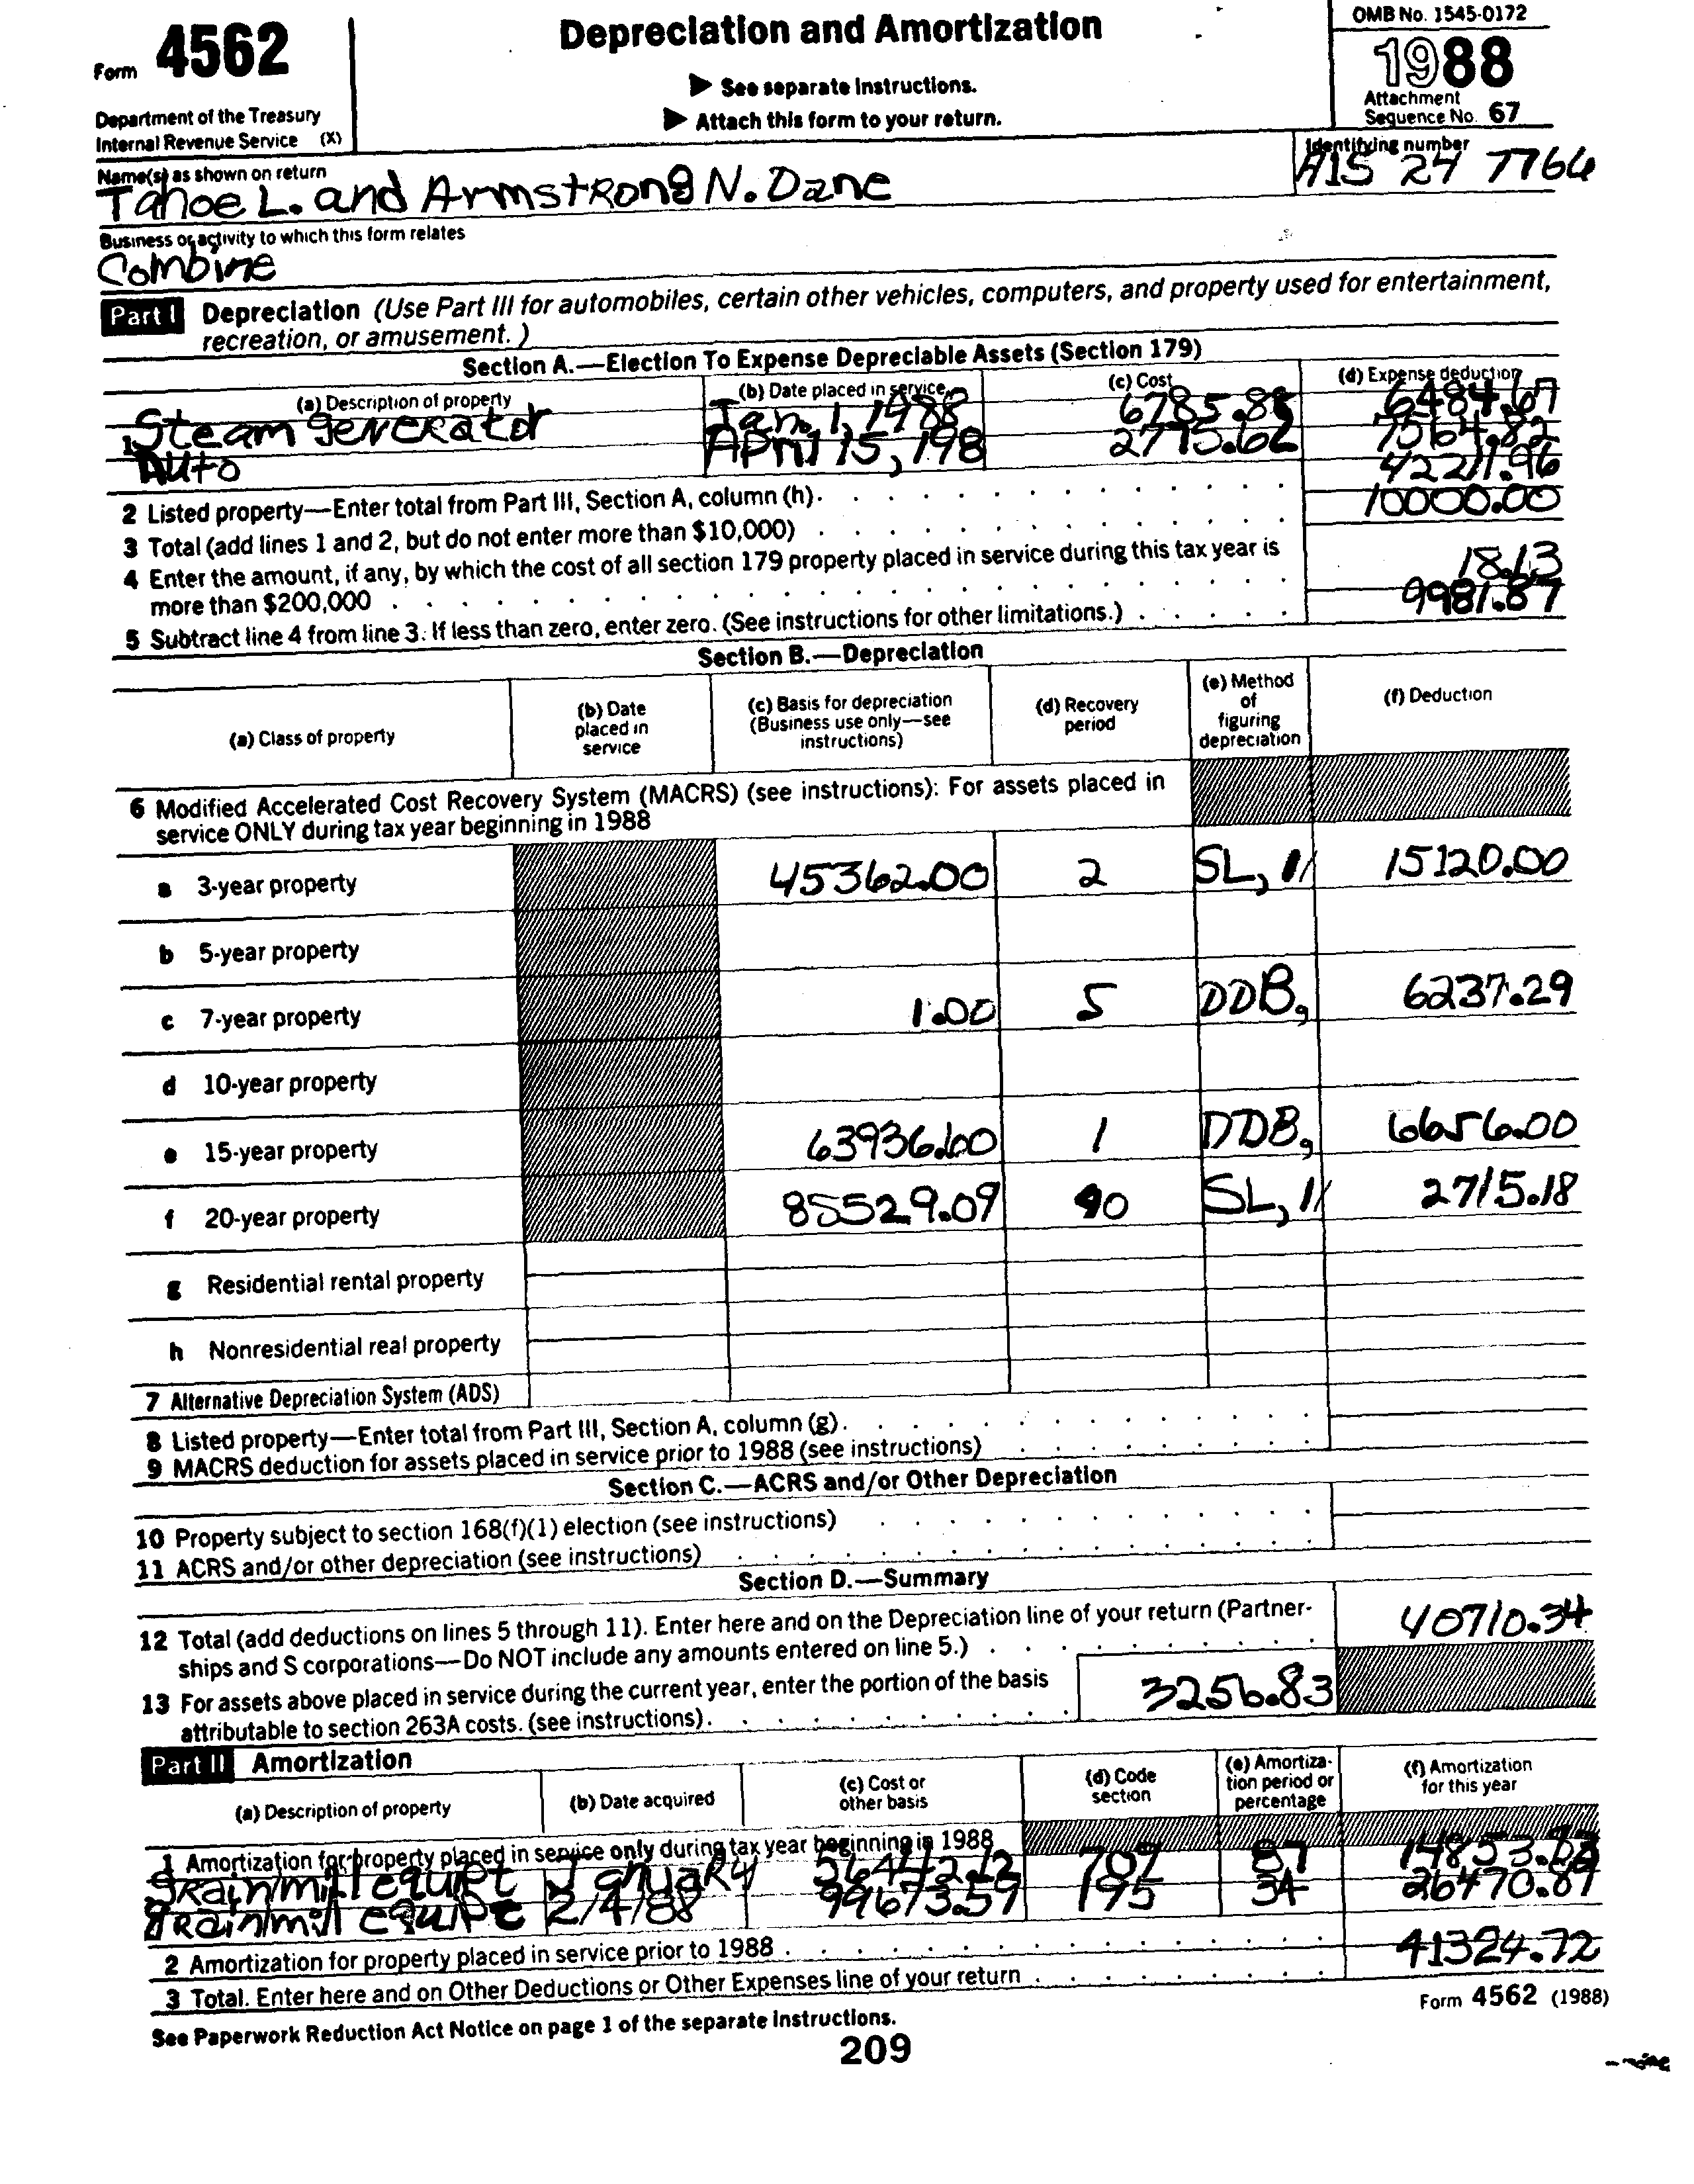 Form 4562
Department of the Treasury
Internal Revenue Service (X)
Depreciation and Amortization
▶ See separate Instructions.
▶ Attach this form to your return.
OMB No. 1545-0172
1988
Attachment
Sequence No. 67
Name(s) as shown on return
Tahoe L. and Armstrong N. Dane
Identifying number
415 24 7766
Business or activity to which this form relates
Combine
Part I Depreciation (Use Part III for automobiles, certain other vehicles, computers, and property used for entertainment,
recreation, or amusement.)
Section A.—Election To Expense Depreciable Assets (Section 179)
(a) Description of property (b) Date placed in service (c) Cost (d) Expense deduction
1 Steam generator Jan. 1, 1988 6785.88 6484.67
Auto April 15, 198 2715.62 7564.82
2 Listed property—Enter total from Part III, Section A, column (h). 42211.96
3 Total (add lines 1 and 2, but do not enter more than $10,000) 10000.00
4 Enter the amount, if any, by which the cost of all section 179 property placed in service during this tax year is
more than $200,000 18.13
5 Subtract line 4 from line 3. If less than zero, enter zero. (See instructions for other limitations.) 9981.87
Section B.—Depreciation
(a) Class of property (b) Date placed in service (c) Basis for depreciation (Business use only—see instructions) (d) Recovery period (e) Method of figuring depreciation (f) Deduction
6 Modified Accelerated Cost Recovery System (MACRS) (see instructions): For assets placed in
service ONLY during tax year beginning in 1988
a 3-year property 45362.00 2 SL, 15120.00
b 5-year property
c 7-year property 1.00 5 DDB, 6237.29
d 10-year property
e 15-year property 63936.60 1 DDB, 6656.00
f 20-year property 85529.09 90 SL, 2715.18
g Residential rental property
h Nonresidential real property
7 Alternative Depreciation System (ADS)
8 Listed property—Enter total from Part III, Section A, column (g).
9 MACRS deduction for assets placed in service prior to 1988 (see instructions)
Section C.—ACRS and/or Other Depreciation
10 Property subject to section 168(f)(1) election (see instructions)
11 ACRS and/or other depreciation (see instructions)
Section D.—Summary
12 Total (add deductions on lines 5 through 11). Enter here and on the Depreciation line of your return (Partner-
ships and S corporations—Do NOT include any amounts entered on line 5.) 40710.34
13 For assets above placed in service during the current year, enter the portion of the basis
attributable to section 263A costs. (see instructions). 3256.83
Part II Amortization
(a) Description of property (b) Date acquired (c) Cost or other basis (d) Code section (e) Amortization period or percentage (f) Amortization for this year
1 Amortization for property placed in service only during tax year beginning in 1988
grain/mill equipt January 56442.12 709 87 14853.83
grain/mill equipt 2/4/88 99673.59 195 34 26470.89
2 Amortization for property placed in service prior to 1988
3 Total. Enter here and on Other Deductions or Other Expenses line of your return 41324.72
See Paperwork Reduction Act Notice on page 1 of the separate Instructions.
Form 4562 (1988)
209